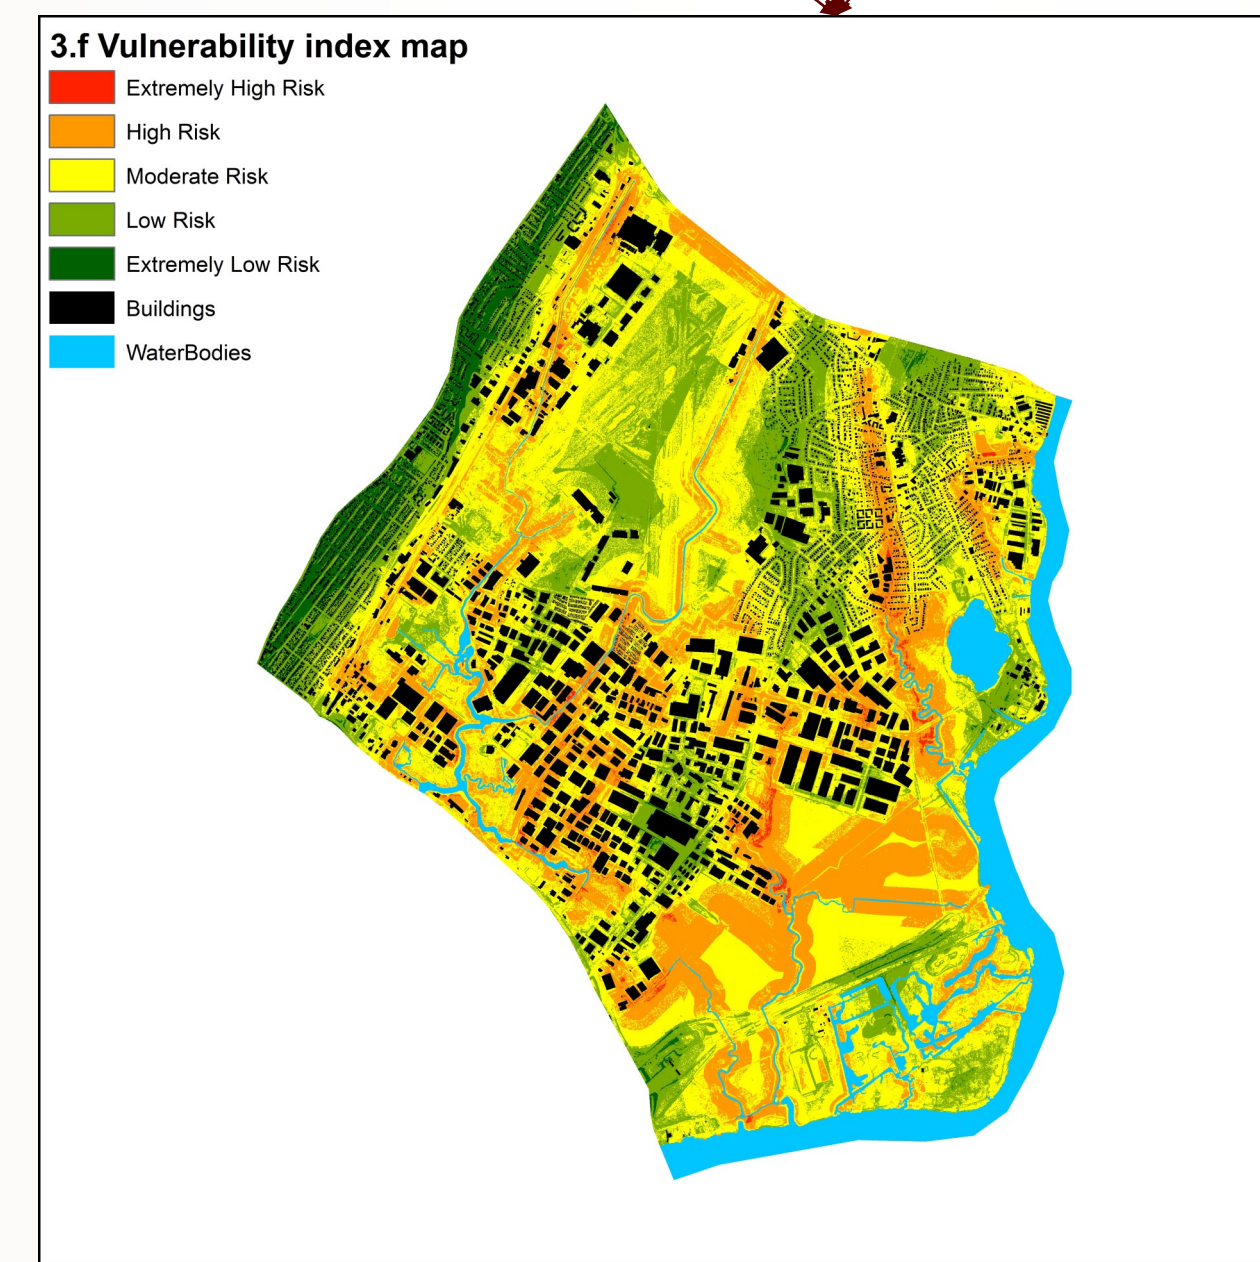 3.f Vulnerability index map
Extremely High Risk
High Risk
Moderate Risk
Low Risk
Extremely Low Risk
Buildings
WaterBodies